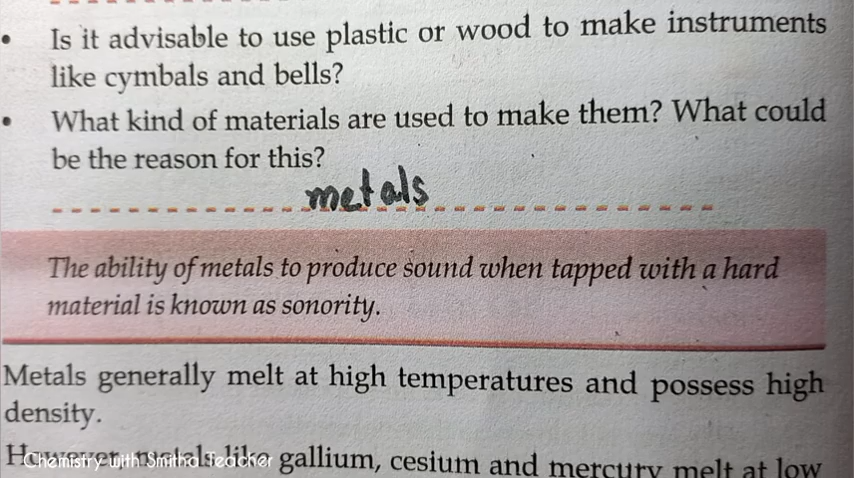 • Is it advisable to use plastic or wood to make instruments
like cymbals and bells?
• What kind of materials are used to make them? What could
be the reason for this?
metals
The ability of metals to produce sound when tapped with a hard
material is known as sonority.
Metals generally melt at high temperatures and possess high
density.
However, metals like gallium, cesium and mercury melt at low
Chemistry with Smitha Teacher